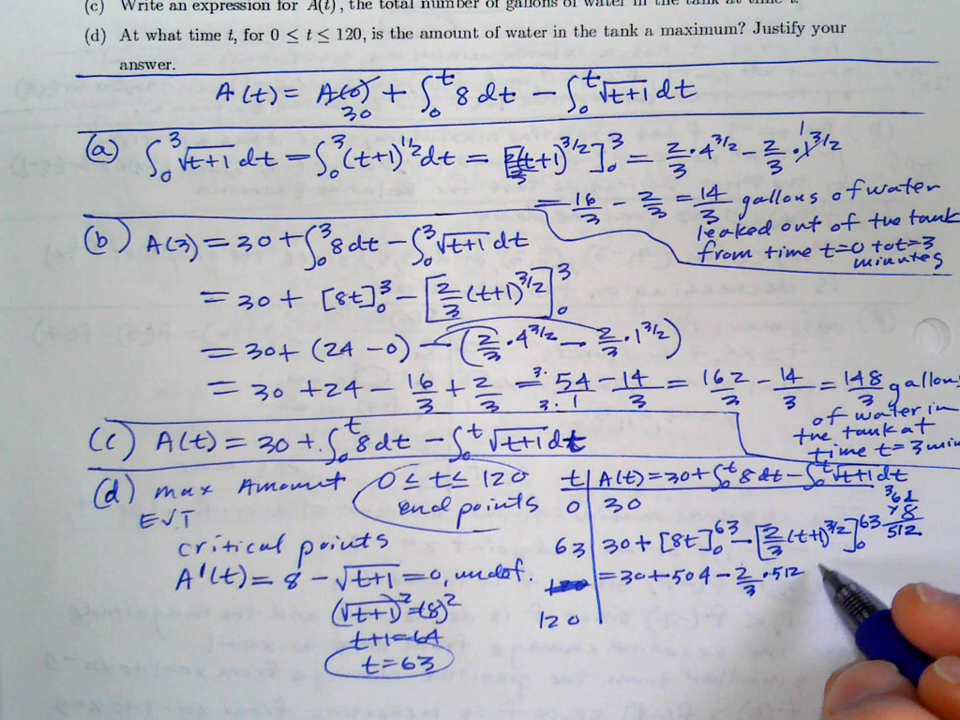 (c) Write an expression for A(t), the total number of gallons of water in the tank at time t.
(d) At what time t, for 0 ≤ t ≤ 120, is the amount of water in the tank a maximum? Justify your
answer.
A(t) = A(0) + ∫₀ᵗ 8 dt − ∫₀ᵗ √(t+1) dt
30
(a) ∫₀³ √(t+1) dt = ∫₀³ (t+1)^(1/2) dt = [2/3 (t+1)^(3/2)]₀³ = 2/3 · 4^(3/2) − 2/3 · 1^(3/2)
= 16/3 − 2/3 = 14/3 gallons of water
leaked out of the tank
from time t=0 to t=3
minutes
(b) A(3) = 30 + ∫₀³ 8 dt − ∫₀³ √(t+1) dt
= 30 + [8t]₀³ − [2/3 (t+1)^(3/2)]₀³
= 30 + (24 − 0) − (2/3 · 4^(3/2) − 2/3 · 1^(3/2))
= 30 + 24 − 16/3 + 2/3 = 3·54/3·1 − 14/3 = 162/3 − 14/3 = 148/3 gallons
of water in
the tank at
time t = 3 min
(c) A(t) = 30 + ∫₀ᵗ 8 dt − ∫₀ᵗ √(t+1) dt
(d) max Amount 0 ≤ t ≤ 120
EVT end points
critical points
A'(t) = 8 − √(t+1) = 0, undef.
(√(t+1))² = (8)²
t+1 = 64
t = 63
t | A(t) = 30 + ∫₀ᵗ 8 dt − ∫₀ᵗ √(t+1) dt
0 | 30
63 | 30 + [8t]₀⁶³ − [2/3 (t+1)^(3/2)]₀⁶³
64
×8
512
= 30 + 504 − 2/3 · 512
120